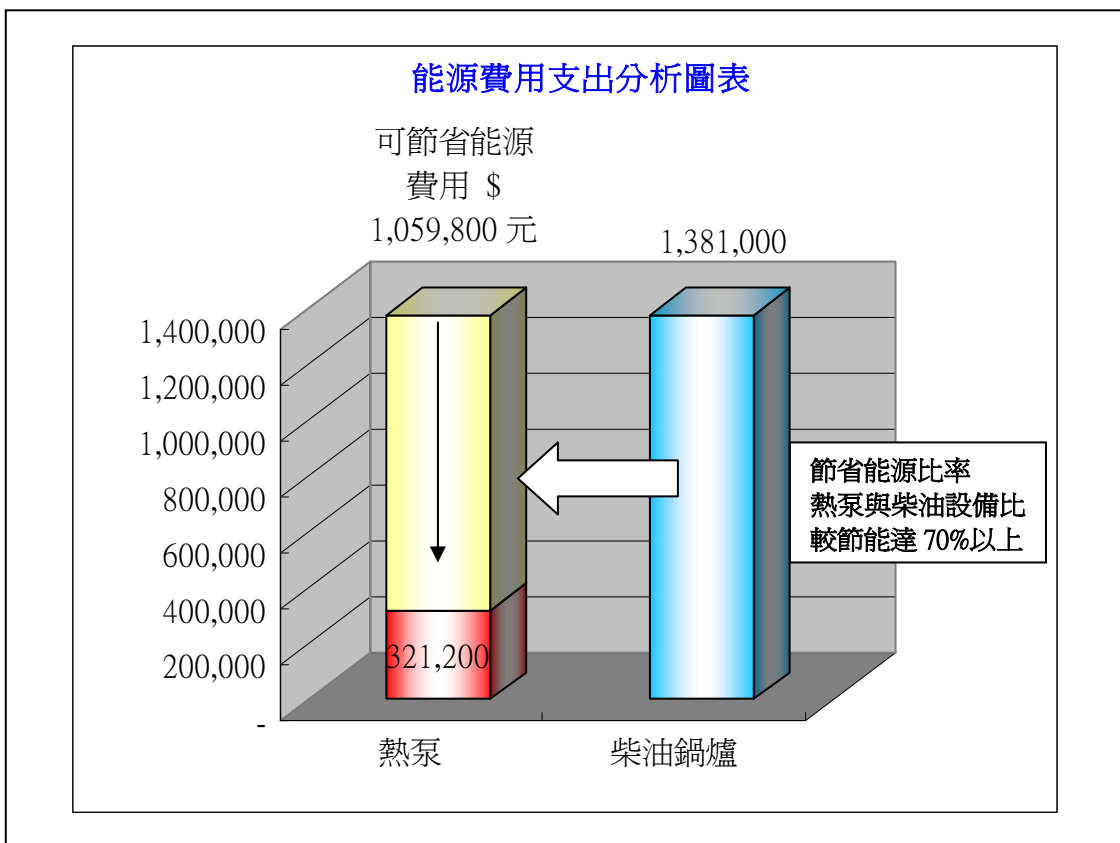 能源費用支出分析圖表
可節省能源
費用 $
1,059,800 元
1,381,000
1,400,000
1,200,000
1,000,000
800,000
600,000
400,000
200,000
-
321,200
節省能源比率
熱泵與柴油設備比
較節能達 70%以上
熱泵
柴油鍋爐